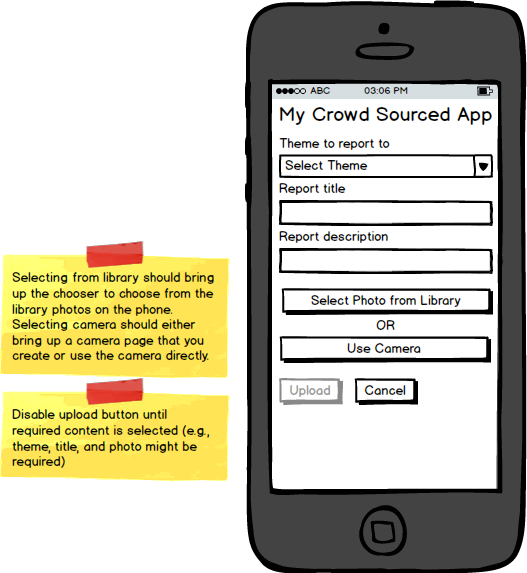 ABC 03:06 PM
My Crowd Sourced App
Theme to report to
Select Theme
Report title
Report description
Select Photo from Library
OR
Use Camera
Upload Cancel
Selecting from library should bring
up the chooser to choose from the
library photos on the phone.
Selecting camera should either
bring up a camera page that you
create or use the camera directly.
Disable upload button until
required content is selected (e.g.,
theme, title, and photo might be
required)